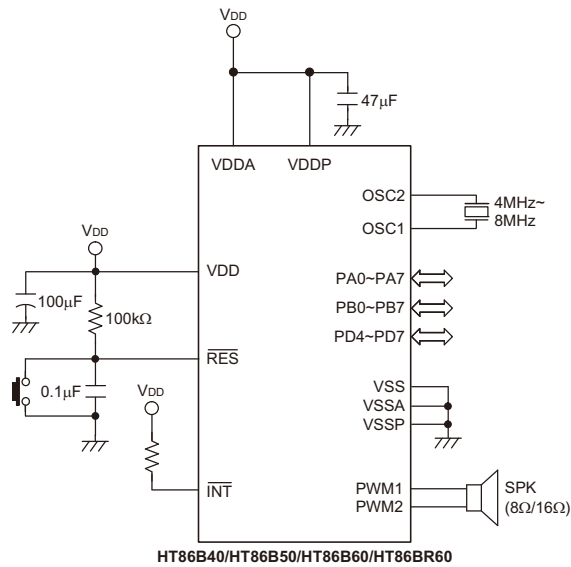 VDD
47μF
VDDA
VDDP
OSC2
OSC1
4MHz~
8MHz
VDD
VDD
100μF
100kΩ
PA0~PA7
PB0~PB7
PD4~PD7
RES
0.1μF
VDD
VSS
VSSA
VSSP
INT
PWM1
PWM2
SPK
(8Ω/16Ω)
HT86B40/HT86B50/HT86B60/HT86BR60